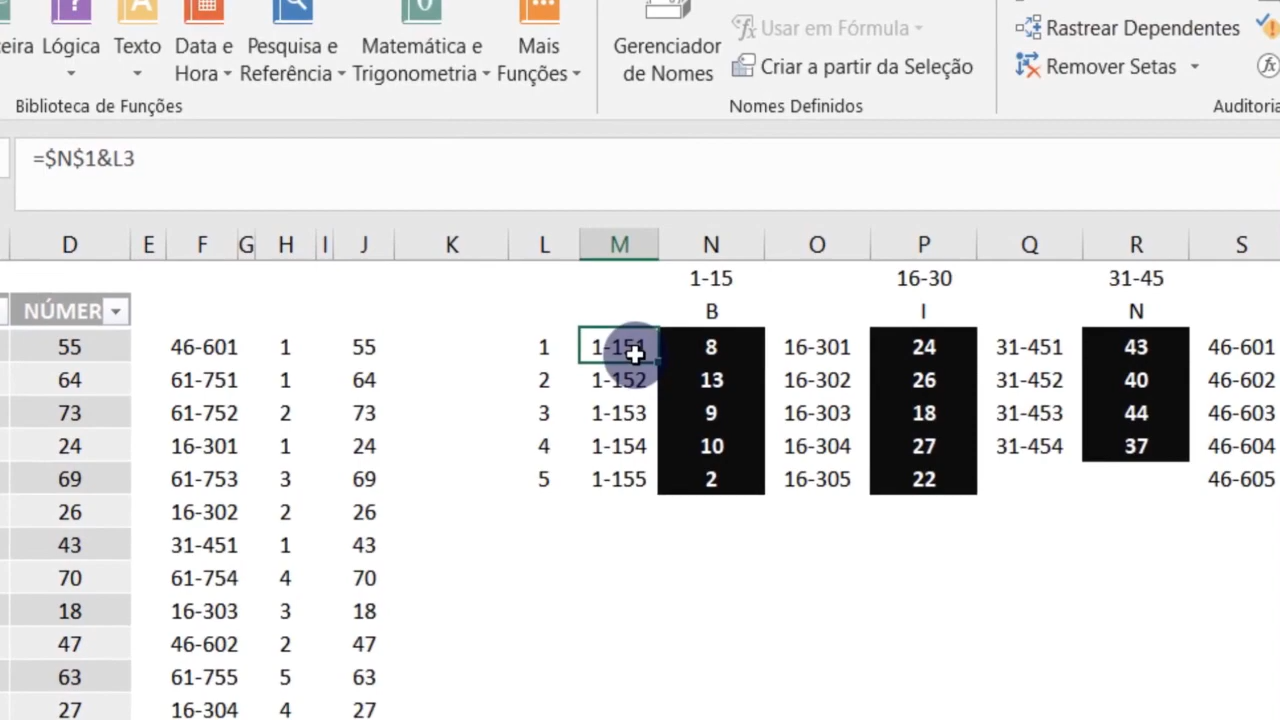 eira Lógica Texto Data e Hora Pesquisa e Referência Matemática e Trigonometria Mais Funções
Biblioteca de Funções
Gerenciador de Nomes
Usar em Fórmula
Criar a partir da Seleção
Nomes Definidos
Rastrear Dependentes
Remover Setas
fx
Auditoria
=$N$1&L3
D E F G H I J K L M N O P Q R S
1-15 16-30 31-45
NÚMER B I N
55 46-601 1 55 1 1-151 8 16-301 24 31-451 43 46-601
64 61-751 1 64 2 1-152 13 16-302 26 31-452 40 46-602
73 61-752 2 73 3 1-153 9 16-303 18 31-453 44 46-603
24 16-301 1 24 4 1-154 10 16-304 27 31-454 37 46-604
69 61-753 3 69 5 1-155 2 16-305 22 46-605
26 16-302 2 26
43 31-451 1 43
70 61-754 4 70
18 16-303 3 18
47 46-602 2 47
63 61-755 5 63
27 16-304 4 27